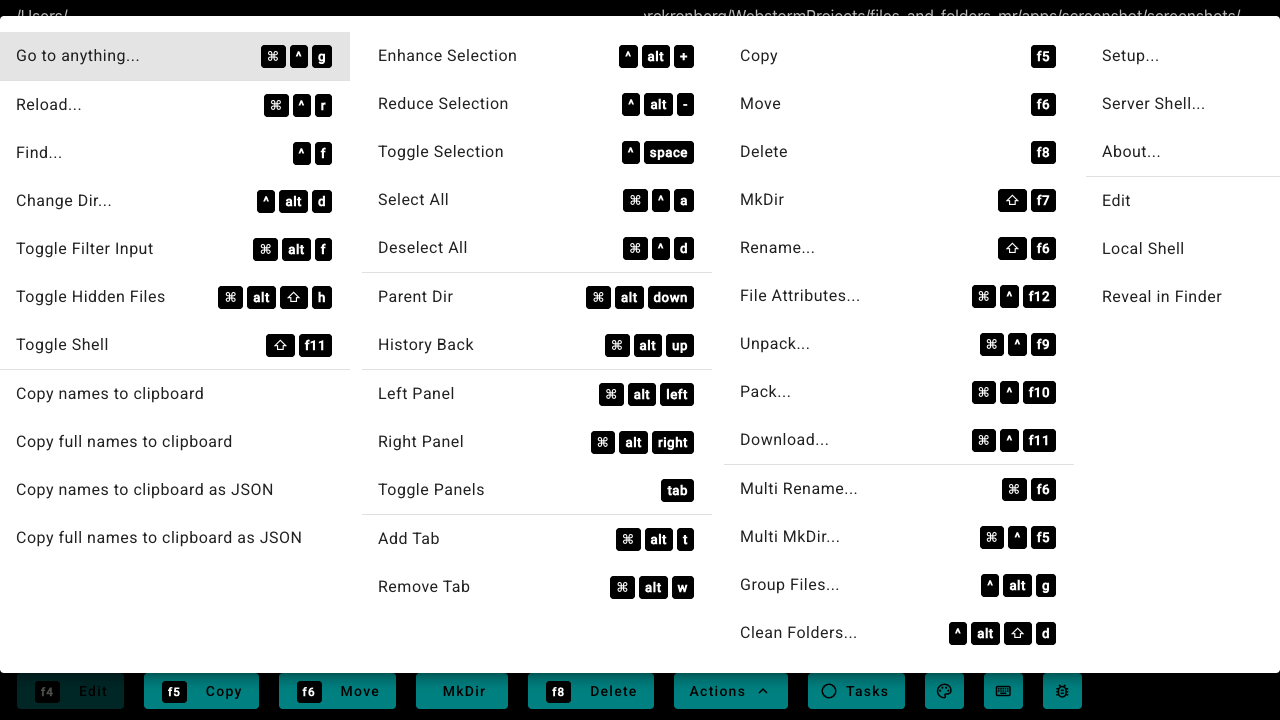 /Users/
rckronberg/WebstormProjects/files_and_folders_mr/apps/screenshot/screenshots/
Go to anything... ⌘ ^ g
Reload... ⌘ ^ r
Find... ^ f
Change Dir... ^ alt d
Toggle Filter Input ⌘ alt f
Toggle Hidden Files ⌘ alt ⇧ h
Toggle Shell ⇧ f11
Copy names to clipboard
Copy full names to clipboard
Copy names to clipboard as JSON
Copy full names to clipboard as JSON
Enhance Selection ^ alt +
Reduce Selection ^ alt -
Toggle Selection ^ space
Select All ⌘ ^ a
Deselect All ⌘ ^ d
Parent Dir ⌘ alt down
History Back ⌘ alt up
Left Panel ⌘ alt left
Right Panel ⌘ alt right
Toggle Panels tab
Add Tab ⌘ alt t
Remove Tab ⌘ alt w
Copy f5
Move f6
Delete f8
MkDir ⇧ f7
Rename... ⇧ f6
File Attributes... ⌘ ^ f12
Unpack... ⌘ ^ f9
Pack... ⌘ ^ f10
Download... ⌘ ^ f11
Multi Rename... ⌘ f6
Multi MkDir... ⌘ ^ f5
Group Files... ^ alt g
Clean Folders... ^ alt ⇧ d
Setup...
Server Shell...
About...
Edit
Local Shell
Reveal in Finder
f4 Edit
f5 Copy
f6 Move
MkDir
f8 Delete
Actions
Tasks